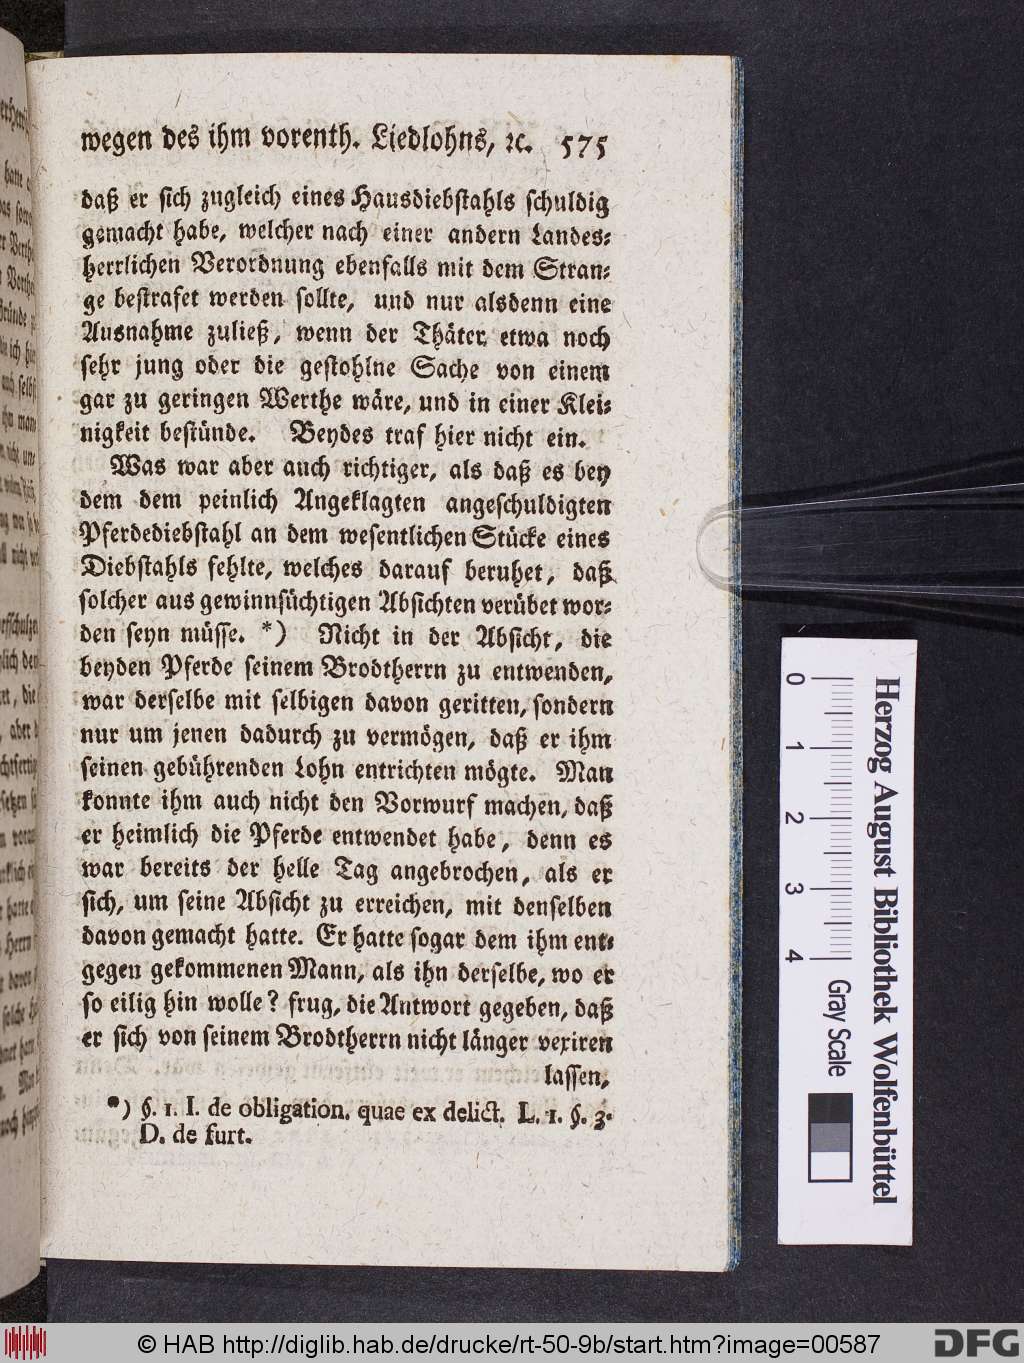 wegen des ihm vorenth. Liedlohns, ꝛc. 575
daß er sich zugleich eines Hausdiebstahls schuldig
gemacht habe, welcher nach einer andern Landes-
herrlichen Verordnung ebenfalls mit dem Stran-
ge bestrafet werden sollte, und nur alsdenn eine
Ausnahme zuließ, wenn der Thäter etwa noch
sehr jung oder die gestohlne Sache von einem
gar zu geringen Werthe wäre, und in einer Klei-
nigkeit bestünde. Beydes traf hier nicht ein.
Was war aber auch richtiger, als daß es bey
dem dem peinlich Angeklagten angeschuldigten
Pferdediebstahl an dem wesentlichen Stücke eines
Diebstahls fehlte, welches darauf beruhet, daß
solcher aus gewinnsüchtigen Absichten verübet wor-
den seyn müsse. *) Nicht in der Absicht, die
beyden Pferde seinem Brodtherrn zu entwenden,
war derselbe mit selbigen davon geritten, sondern
nur um jenen dadurch zu vermögen, daß er ihm
seinen gebührenden Lohn entrichten mögte. Man
konnte ihm auch nicht den Vorwurf machen, daß
er heimlich die Pferde entwendet habe, denn es
war bereits der helle Tag angebrochen, als er
sich, um seine Absicht zu erreichen, mit denselben
davon gemacht hatte. Er hatte sogar dem ihm ent-
gegen gekommenen Mann, als ihn derselbe, wo er
so eilig hin wolle? frug, die Antwort gegeben, daß
er sich von seinem Brodtherrn nicht länger vexiren
lassen,
*) §. 1. I. de obligation. quae ex delict. L. 1. §. 3.
D. de furt.
0 1 2 3 4
Gray Scale
Herzog August Bibliothek Wolfenbüttel
© HAB http://diglib.hab.de/drucke/rt-50-9b/start.htm?image=00587
DFG